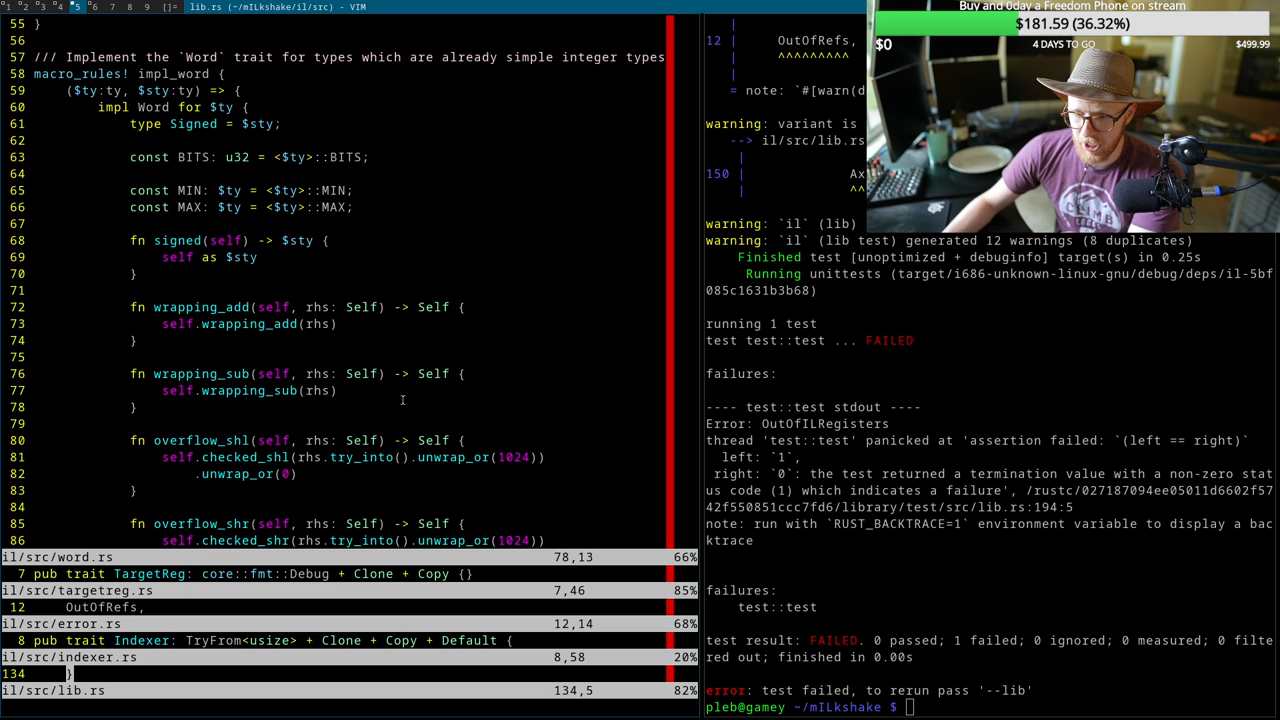 1 2 3 4 5 6 7 8 9 []= lib.rs (~/mILkshake/il/src) - VIM
55 }
56
57 /// Implement the `Word` trait for types which are already simple integer types
58 macro_rules! impl_word {
59 ($ty:ty, $sty:ty) => {
60 impl Word for $ty {
61 type Signed = $sty;
62
63 const BITS: u32 = <$ty>::BITS;
64
65 const MIN: $ty = <$ty>::MIN;
66 const MAX: $ty = <$ty>::MAX;
67
68 fn signed(self) -> $sty {
69 self as $sty
70 }
71
72 fn wrapping_add(self, rhs: Self) -> Self {
73 self.wrapping_add(rhs)
74 }
75
76 fn wrapping_sub(self, rhs: Self) -> Self {
77 self.wrapping_sub(rhs)
78 }
79
80 fn overflow_shl(self, rhs: Self) -> Self {
81 self.checked_shl(rhs.try_into().unwrap_or(1024))
82 .unwrap_or(0)
83 }
84
85 fn overflow_shr(self, rhs: Self) -> Self {
86 self.checked_shr(rhs.try_into().unwrap_or(1024))
il/src/word.rs 78,13 66%
7 pub trait TargetReg: core::fmt::Debug + Clone + Copy {}
il/src/targetreg.rs 7,46 85%
12 OutOfRefs,
il/src/error.rs 12,14 68%
8 pub trait Indexer: TryFrom<usize> + Clone + Copy + Default {
il/src/indexer.rs 8,58 20%
134 }
il/src/lib.rs 134,5 82%
|
12 | OutOfRefs,
| ^^^^^^^^^
|
= note: `#[warn(d
warning: variant is
--> il/src/lib.rs
|
150 | Ax
| ^^
warning: `il` (lib)
warning: `il` (lib test) generated 12 warnings (8 duplicates)
Finished test [unoptimized + debuginfo] target(s) in 0.25s
Running unittests (target/i686-unknown-linux-gnu/debug/deps/il-5bf
085c1631b3b68)
running 1 test
test test::test ... FAILED
failures:
---- test::test stdout ----
Error: OutOfILRegisters
thread 'test::test' panicked at 'assertion failed: `(left == right)`
left: `1`,
right: `0`: the test returned a termination value with a non-zero stat
us code (1) which indicates a failure', /rustc/027187094ee05011d6602f57
42f550851ccc7fd6/library/test/src/lib.rs:194:5
note: run with `RUST_BACKTRACE=1` environment variable to display a bac
ktrace
failures:
test::test
test result: FAILED. 0 passed; 1 failed; 0 ignored; 0 measured; 0 filte
red out; finished in 0.00s
error: test failed, to rerun pass '--lib'
pleb@gamey ~/mILkshake $
Buy and 0day a Freedom Phone on stream
$181.59 (36.32%)
$0 4 DAYS TO GO $499.99